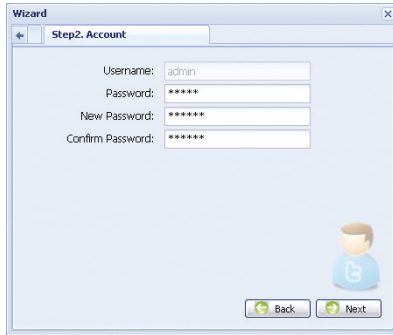 Wizard
Step2. Account
Username: admin
Password: *****
New Password: ******
Confirm Password: ******
Back Next